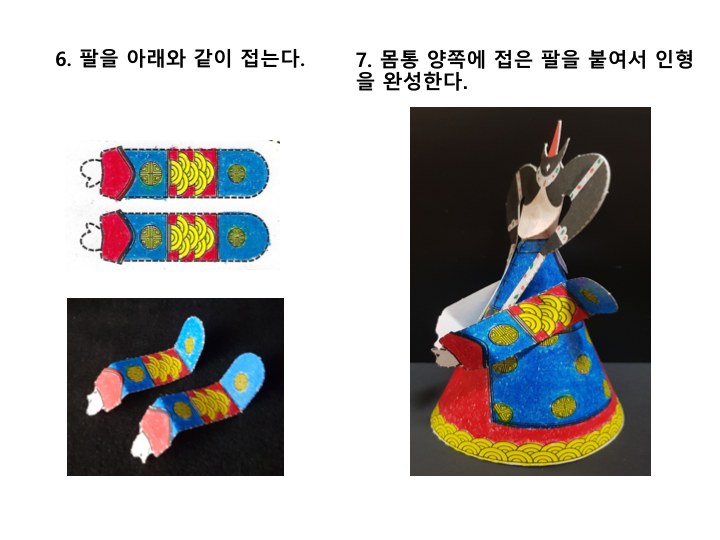 6. 팔을 아래와 같이 접는다.
7. 몸통 양쪽에 접은 팔을 붙여서 인형
을 완성한다.